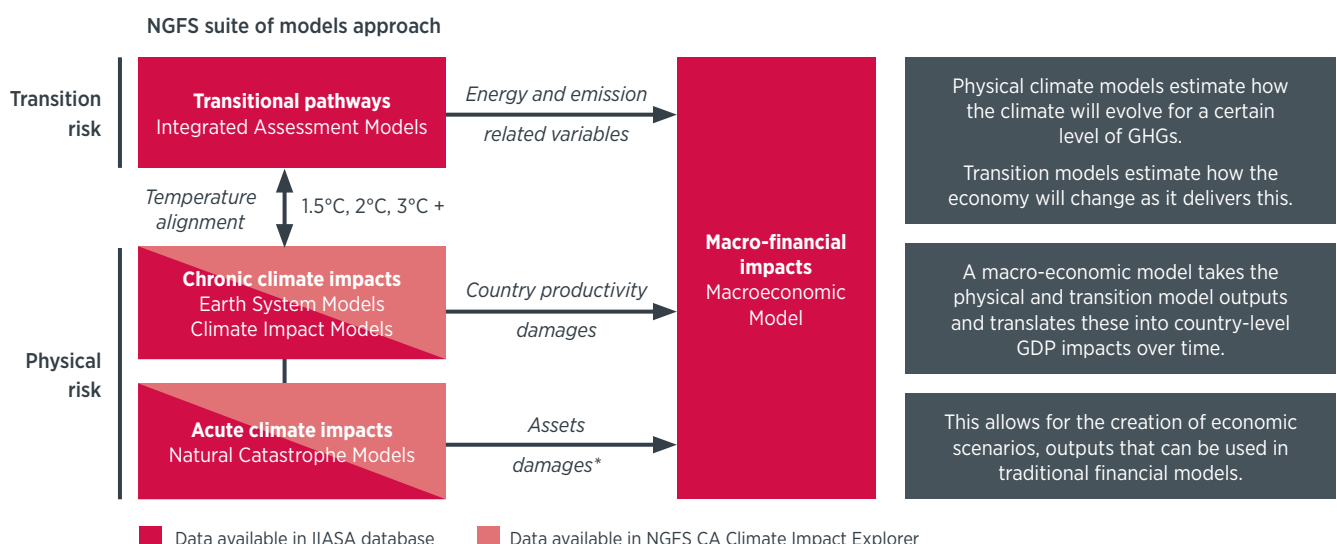 NGFS suite of models approach
Transition
risk
Transitional pathways
Integrated Assessment Models
Energy and emission
related variables
Temperature
alignment
1.5°C, 2°C, 3°C +
Physical
risk
Chronic climate impacts
Earth System Models
Climate Impact Models
Country productivity
damages
Acute climate impacts
Natural Catastrophe Models
Assets
damages*
Macro-financial
impacts
Macroeconomic
Model
Physical climate models estimate how
the climate will evolve for a certain
level of GHGs.
Transition models estimate how the
economy will change as it delivers this.
A macro-economic model takes the
physical and transition model outputs
and translates these into country-level
GDP impacts over time.
This allows for the creation of economic
scenarios, outputs that can be used in
traditional financial models.
Data available in IIASA database
Data available in NGFS CA Climate Impact Explorer